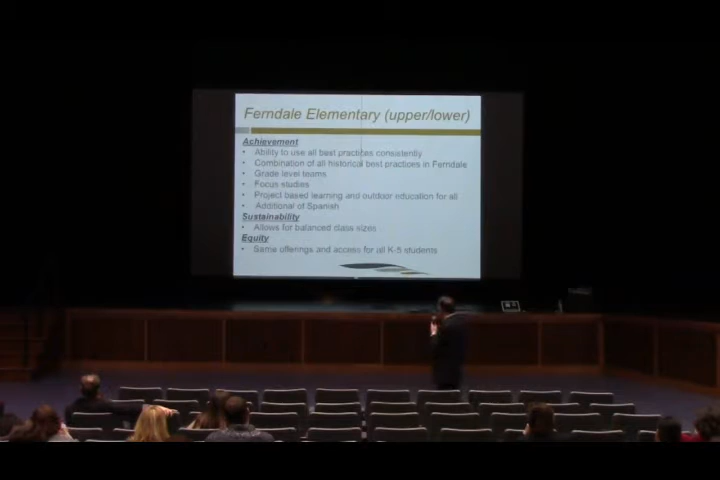 Ferndale Elementary (upper/lower)
Achievement
• Ability to use all best practices consistently
• Combination of all historical best practices in Ferndale
• Grade level teams
• Focus studies
• Project based learning and outdoor education for all
• Additional of Spanish
Sustainability
• Allows for balanced class sizes
Equity
• Same offerings and access for all K-5 students